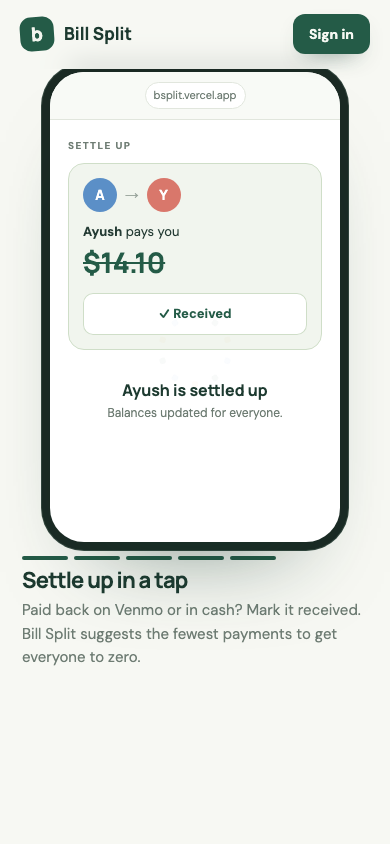 b Bill Split
Sign in
bsplit.vercel.app
SETTLE UP
A → Y
Ayush pays you
$14.10
✓ Received
Ayush is settled up
Balances updated for everyone.
Settle up in a tap
Paid back on Venmo or in cash? Mark it received.
Bill Split suggests the fewest payments to get
everyone to zero.